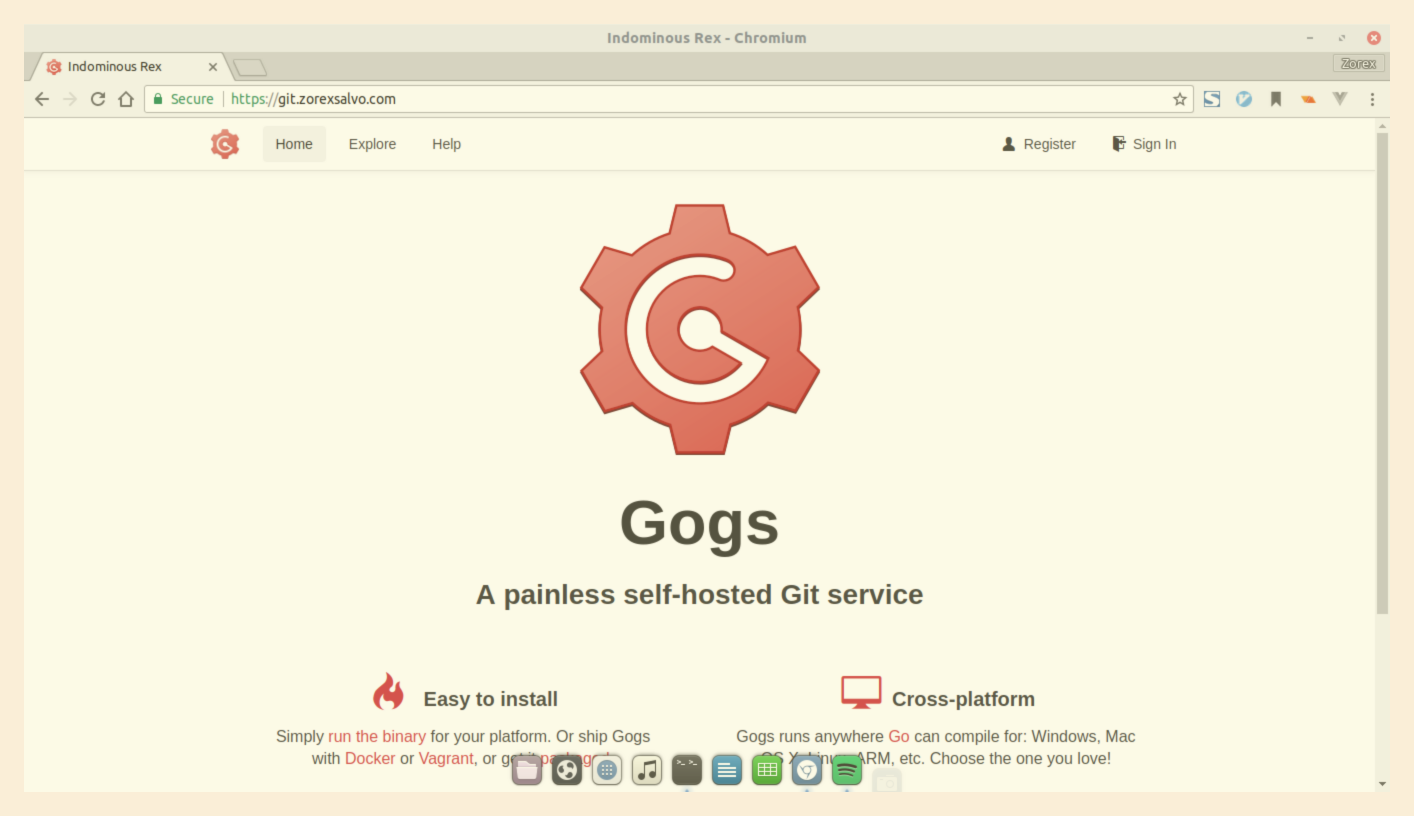 Indominous Rex - Chromium
Indominous Rex
Zorex
Secure https://git.zorexsalvo.com
Home Explore Help Register Sign In
Gogs
A painless self-hosted Git service
Easy to install
Simply run the binary for your platform. Or ship Gogs
with Docker or Vagrant, or get it packaged.
Cross-platform
Gogs runs anywhere Go can compile for: Windows, Mac
OS X, Linux, ARM, etc. Choose the one you love!